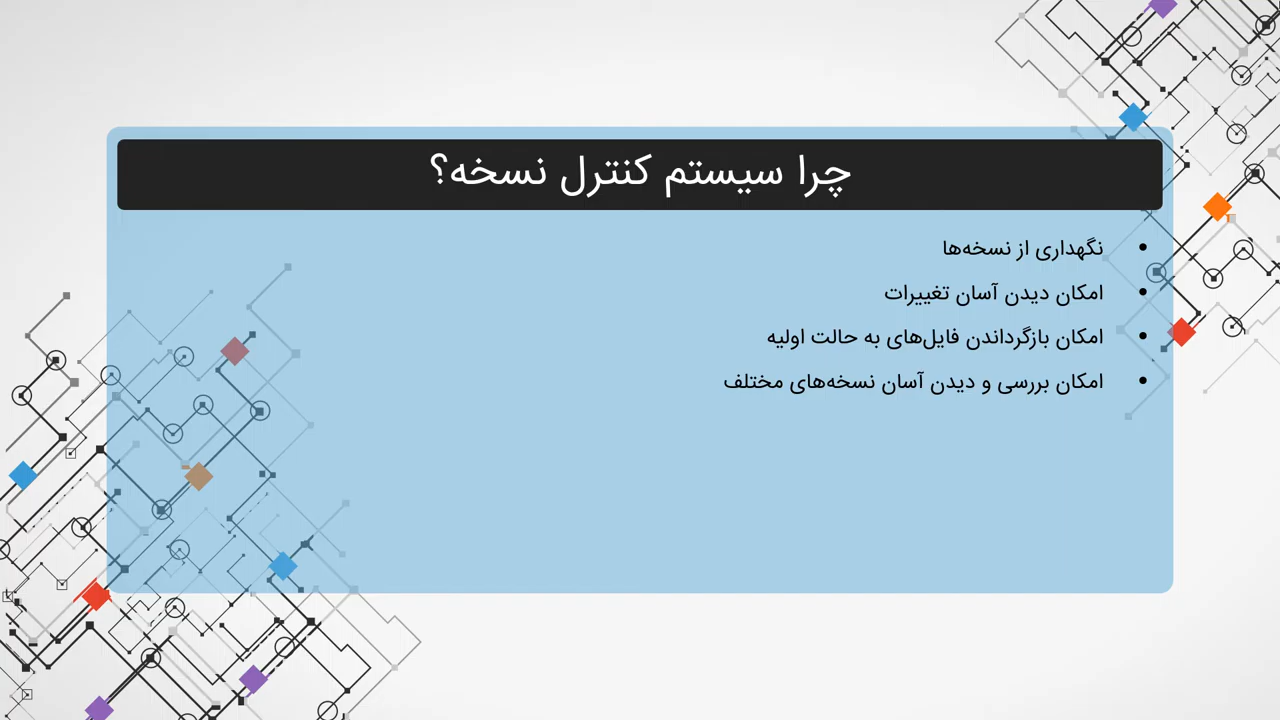 چرا سیستم کنترل نسخه؟
• نگهداری از نسخه‌ها
• امکان دیدن آسان تغییرات
• امکان بازگرداندن فایل‌های به حالت اولیه
• امکان بررسی و دیدن آسان نسخه‌های مختلف